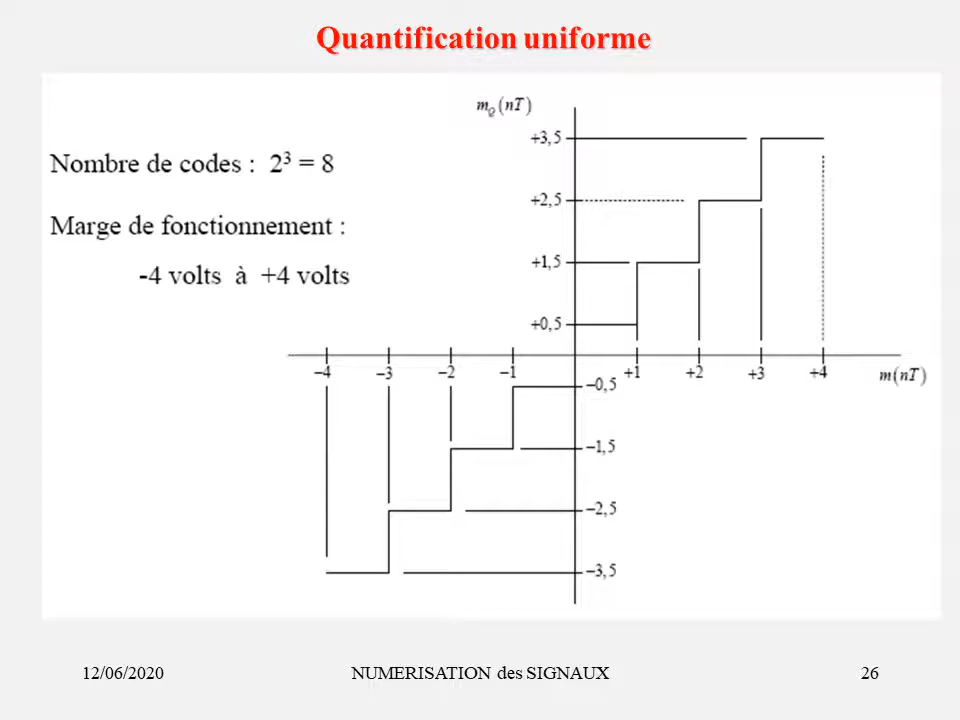 Quantification uniforme
Nombre de codes : 2³ = 8
Marge de fonctionnement :
-4 volts à +4 volts
m_Q(nT)
+3,5
+2,5
+1,5
+0,5
–4 –3 –2 –1 +1 +2 +3 +4 m(nT)
–0,5
–1,5
–2,5
–3,5
12/06/2020 NUMERISATION des SIGNAUX 26